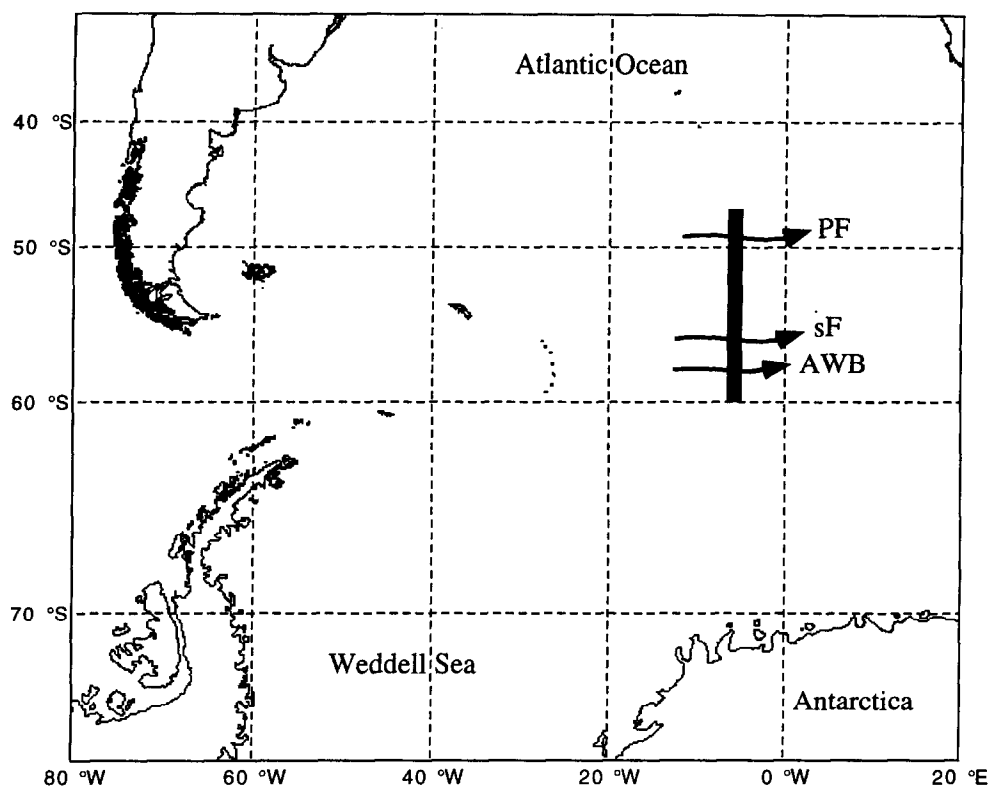 Atlantic Ocean
40 °S
PF
50 °S
sF
AWB
60 °S
70 °S
Weddell Sea
Antarctica
80 °W 60 °W 40 °W 20 °W 0 °W 20 °E